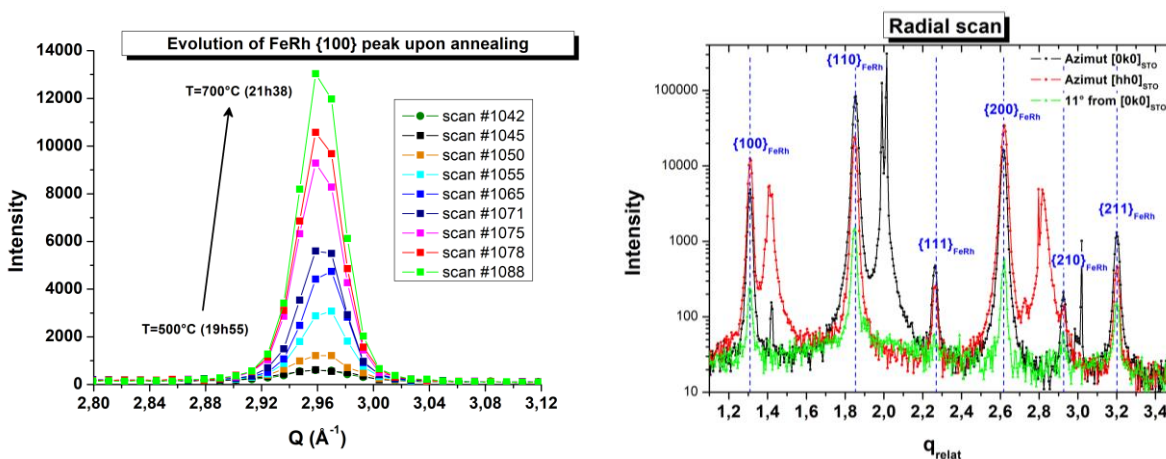 Evolution of FeRh {100} peak upon annealing
14000
12000
10000
8000
6000
4000
2000
0
Intensity
T=700°C (21h38)
T=500°C (19h55)
scan #1042
scan #1045
scan #1050
scan #1055
scan #1065
scan #1071
scan #1075
scan #1078
scan #1088
2,80 2,84 2,88 2,92 2,96 3,00 3,04 3,08 3,12
Q (Å-1)
Radial scan
Azimut [0k0]STO
Azimut [hh0]STO
11° from [0k0]STO
100000
10000
1000
100
10
Intensity
{100}FeRh
{110}FeRh
{111}FeRh
{200}FeRh
{210}FeRh
{211}FeRh
1,2 1,4 1,6 1,8 2,0 2,2 2,4 2,6 2,8 3,0 3,2 3,4
qrelat